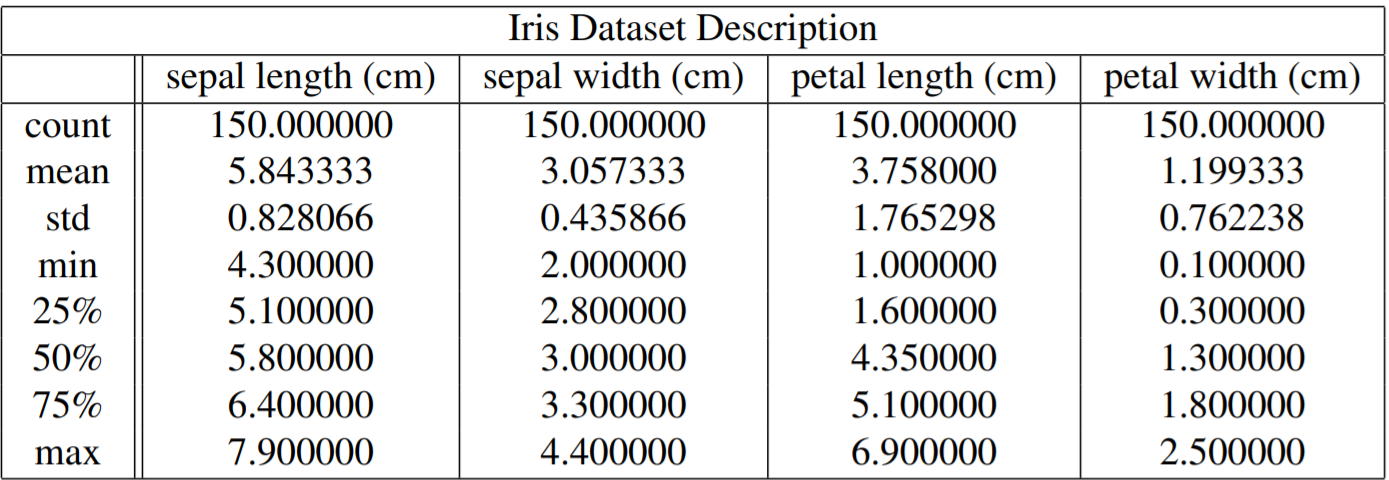 Iris Dataset Description
sepal length (cm) sepal width (cm) petal length (cm) petal width (cm)
count 150.000000 150.000000 150.000000 150.000000
mean 5.843333 3.057333 3.758000 1.199333
std 0.828066 0.435866 1.765298 0.762238
min 4.300000 2.000000 1.000000 0.100000
25% 5.100000 2.800000 1.600000 0.300000
50% 5.800000 3.000000 4.350000 1.300000
75% 6.400000 3.300000 5.100000 1.800000
max 7.900000 4.400000 6.900000 2.500000